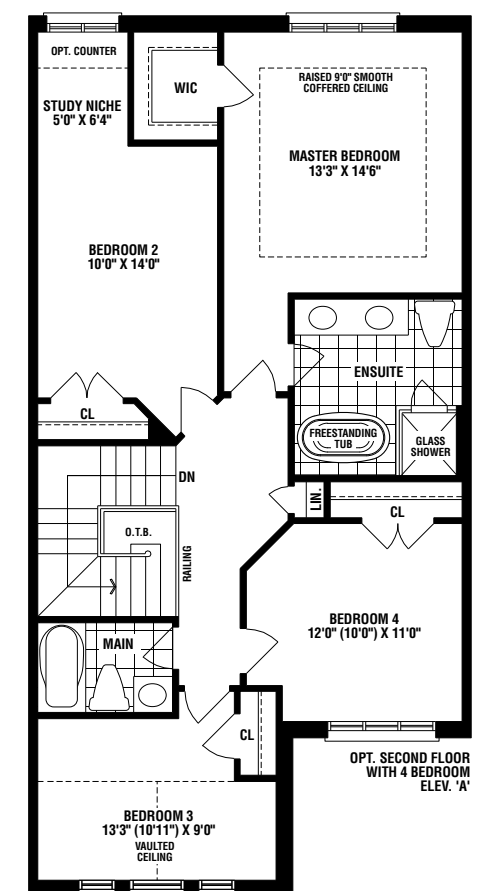 OPT. COUNTER
STUDY NICHE
5'0" X 6'4"
WIC
RAISED 9'0" SMOOTH
COFFERED CEILING
MASTER BEDROOM
13'3" X 14'6"
BEDROOM 2
10'0" X 14'0"
ENSUITE
CL
FREESTANDING
TUB
GLASS
SHOWER
DN
LIN.
CL
O.T.B.
RAILING
BEDROOM 4
12'0" (10'0") X 11'0"
MAIN
CL
OPT. SECOND FLOOR
WITH 4 BEDROOM
ELEV. 'A'
BEDROOM 3
13'3" (10'11") X 9'0"
VAULTED
CEILING